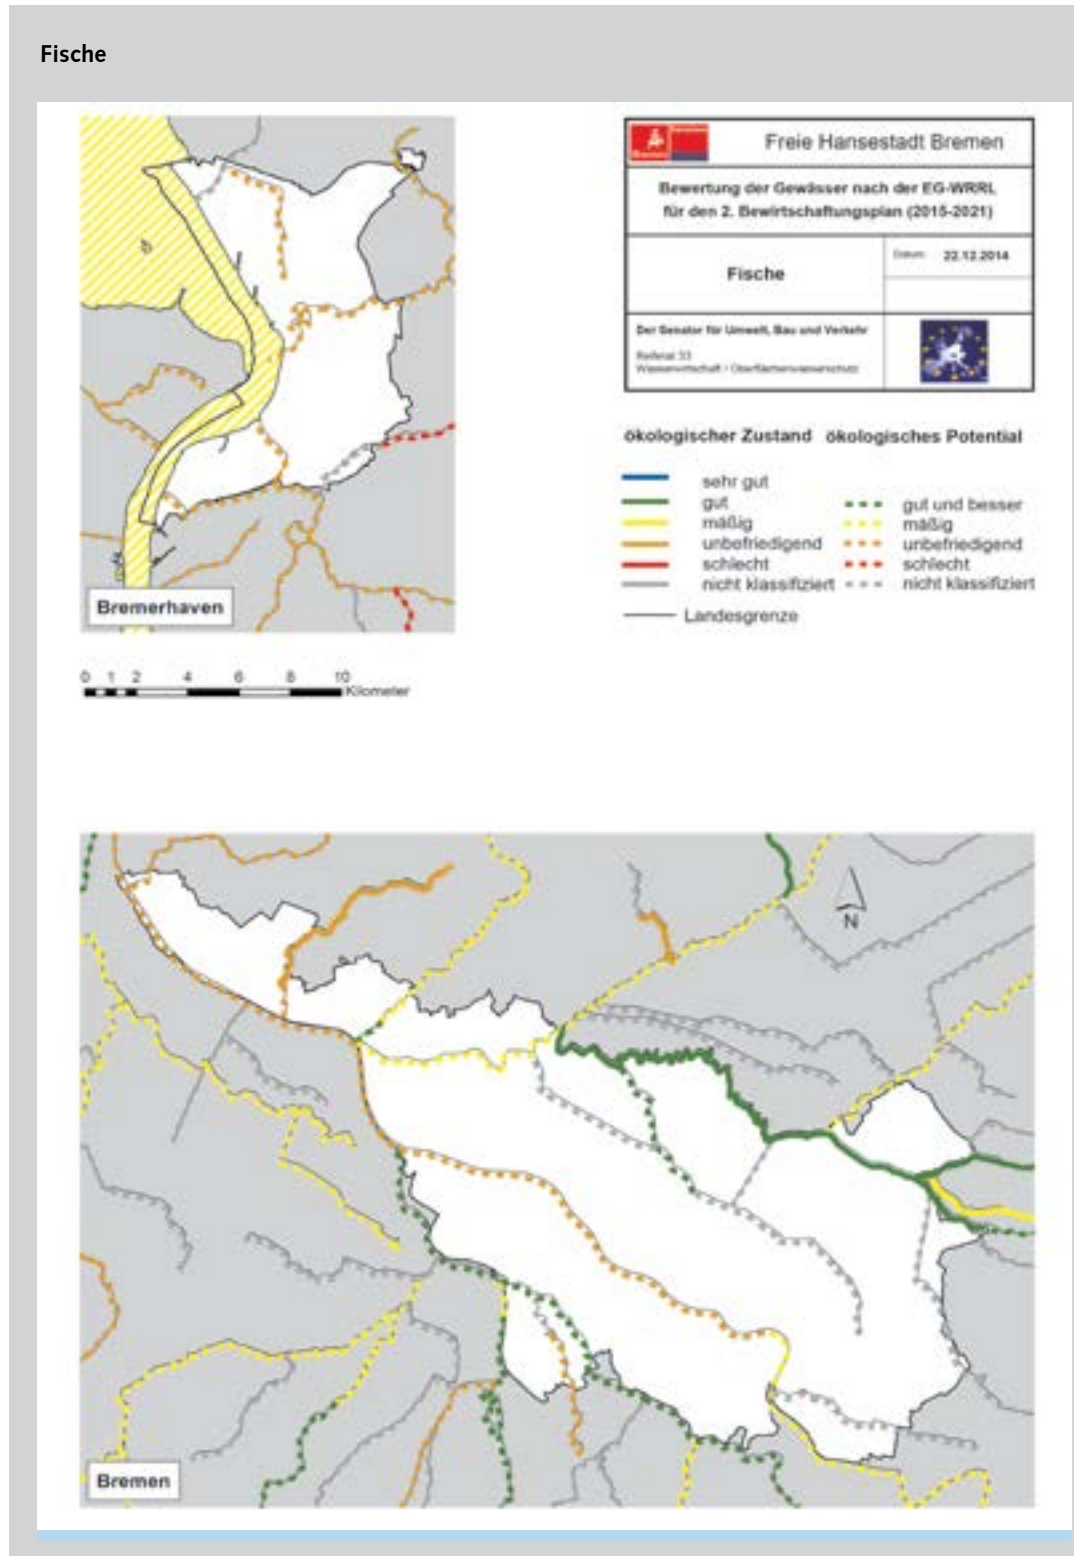 Fische
Freie Hansestadt Bremen
Bewertung der Gewässer nach der EG-WRRL
für den 2. Bewirtschaftungsplan (2015-2021)
Fische
Datum: 22.12.2014
Der Senator für Umwelt, Bau und Verkehr
Referat 33
Wasserwirtschaft / Oberflächenwasserschutz
ökologischer Zustand ökologisches Potential
sehr gut
gut gut und besser
mäßig mäßig
unbefriedigend unbefriedigend
schlecht schlecht
nicht klassifiziert nicht klassifiziert
Landesgrenze
Bremerhaven
0 1 2 4 6 8 10
Kilometer
N
Bremen